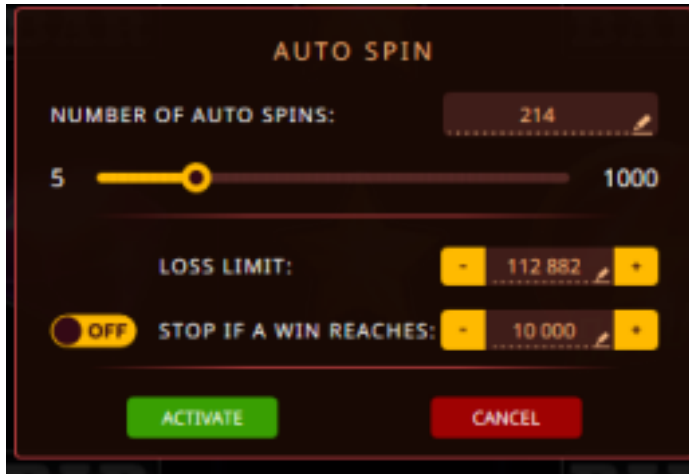 AUTO SPIN
NUMBER OF AUTO SPINS: 214
5 1000
LOSS LIMIT: - 112 882 +
OFF STOP IF A WIN REACHES: - 10 000 +
ACTIVATE CANCEL